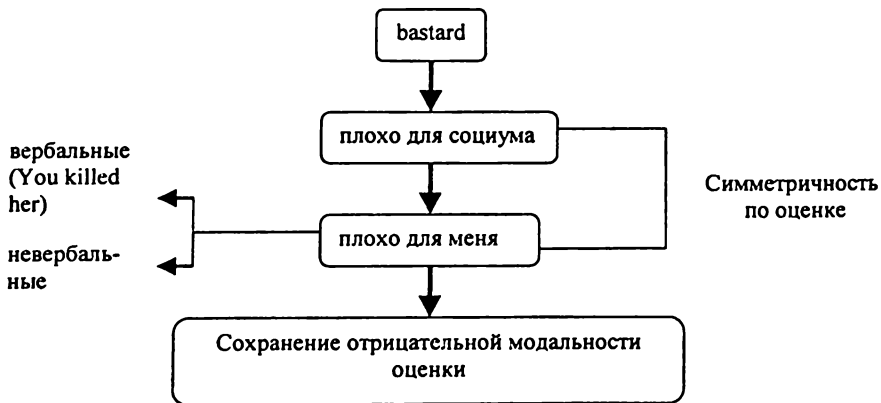 bastard
плохо для социума
вербальные
(You killed
her)
Симметричность
по оценке
плохо для меня
невербаль-
ные
Сохранение отрицательной модальности
оценки